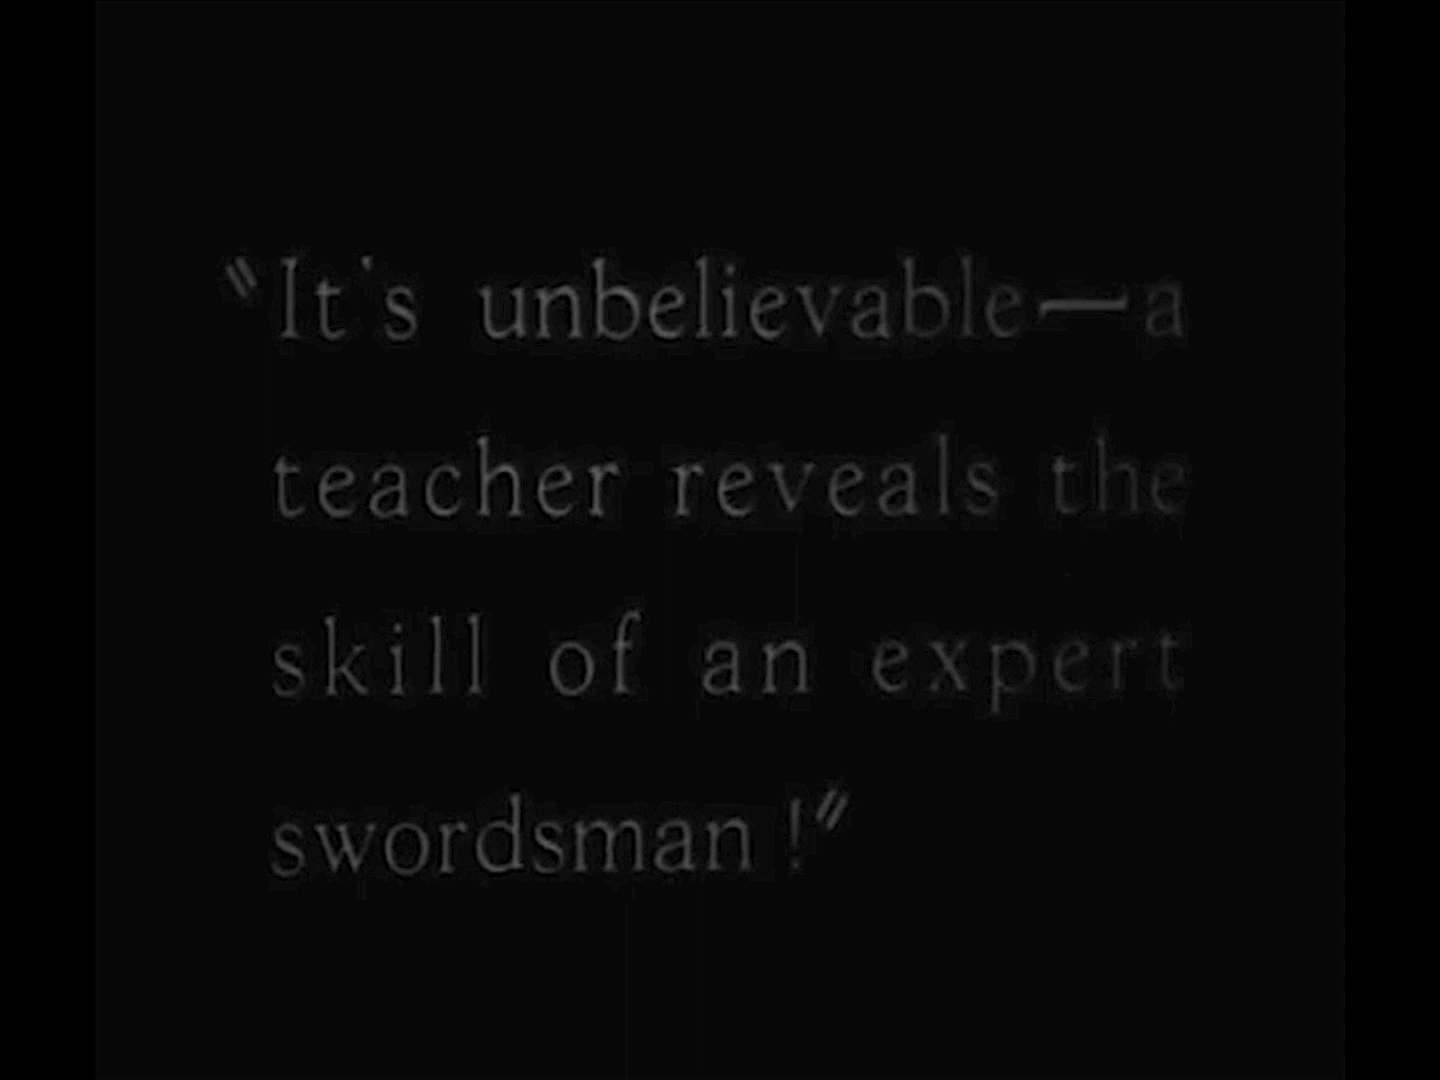 "It's unbelievable—a
teacher reveals the
skill of an expert
swordsman!"